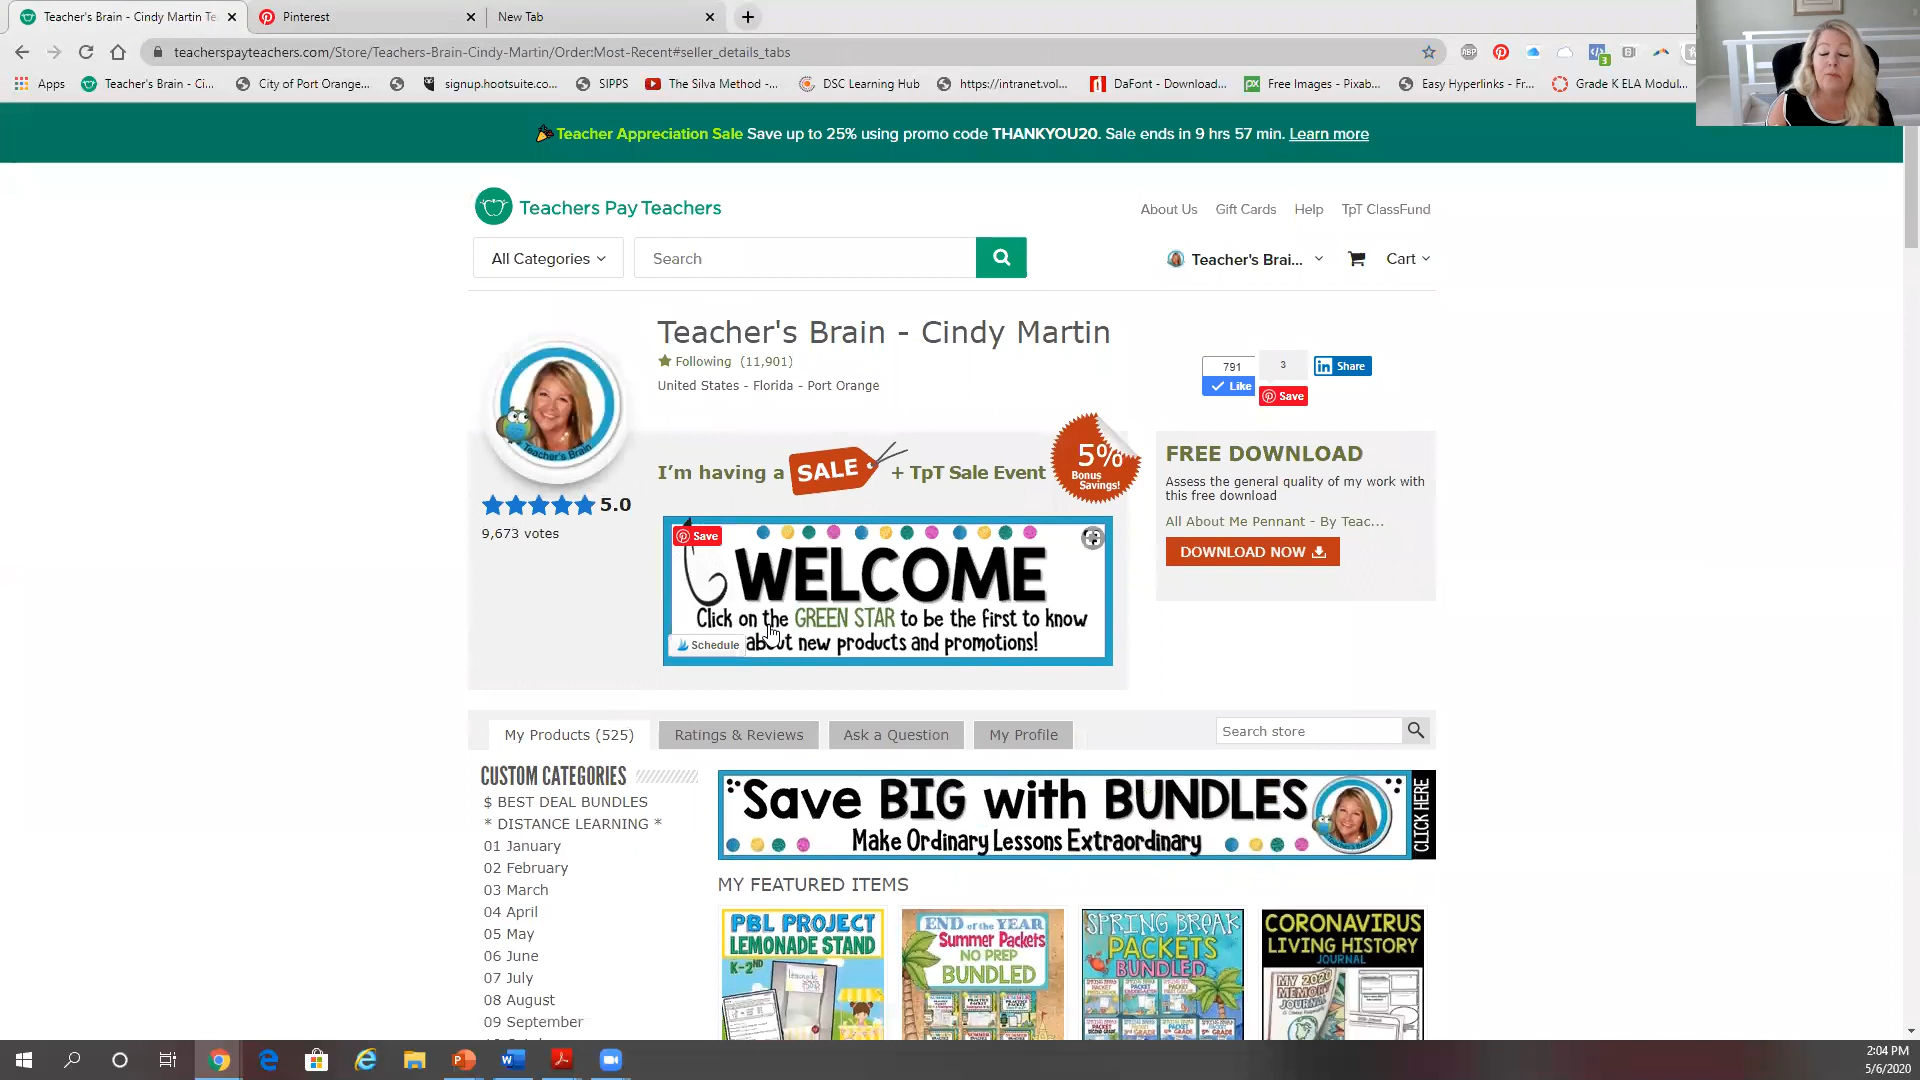 Teacher's Brain - Cindy Martin Te
Pinterest
New Tab
teacherspayteachers.com/Store/Teachers-Brain-Cindy-Martin/Order:Most-Recent#seller_details_tabs
ABP
3
Apps
Teacher's Brain - Ci...
City of Port Orange...
signup.hootsuite.co...
SIPPS
The Silva Method -...
DSC Learning Hub
https://intranet.vol...
DaFont - Download...
Free Images - Pixab...
Easy Hyperlinks - Fr...
Grade K ELA Modul...
Teacher Appreciation Sale Save up to 25% using promo code THANKYOU20. Sale ends in 9 hrs 57 min. Learn more
Teachers Pay Teachers
About Us Gift Cards Help TpT ClassFund
All Categories
Search
Teacher's Brai...
Cart
Teacher's Brain - Cindy Martin
Following (11,901)
United States - Florida - Port Orange
791
Like
3
Save
Share
Teacher's Brain
5.0
9,673 votes
I'm having a SALE + TpT Sale Event
5%
Bonus
Savings!
Save
WELCOME
Click on the GREEN STAR to be the first to know
about new products and promotions!
Schedule
FREE DOWNLOAD
Assess the general quality of my work with
this free download
All About Me Pennant - By Teac...
DOWNLOAD NOW
My Products (525)
Ratings & Reviews
Ask a Question
My Profile
Search store
CUSTOM CATEGORIES
$ BEST DEAL BUNDLES
* DISTANCE LEARNING *
01 January
02 February
03 March
04 April
05 May
06 June
07 July
08 August
09 September
Save BIG with BUNDLES
Make Ordinary Lessons Extraordinary
CLICK HERE
MY FEATURED ITEMS
PBL PROJECT
LEMONADE STAND
K-2ND
END of the YEAR
Summer Packets
NO PREP
BUNDLED
SPRING BREAK
PACKETS
BUNDLED
CORONAVIRUS
LIVING HISTORY
JOURNAL
MY 2020
MEMORY
JOURNAL
2:04 PM
5/6/2020